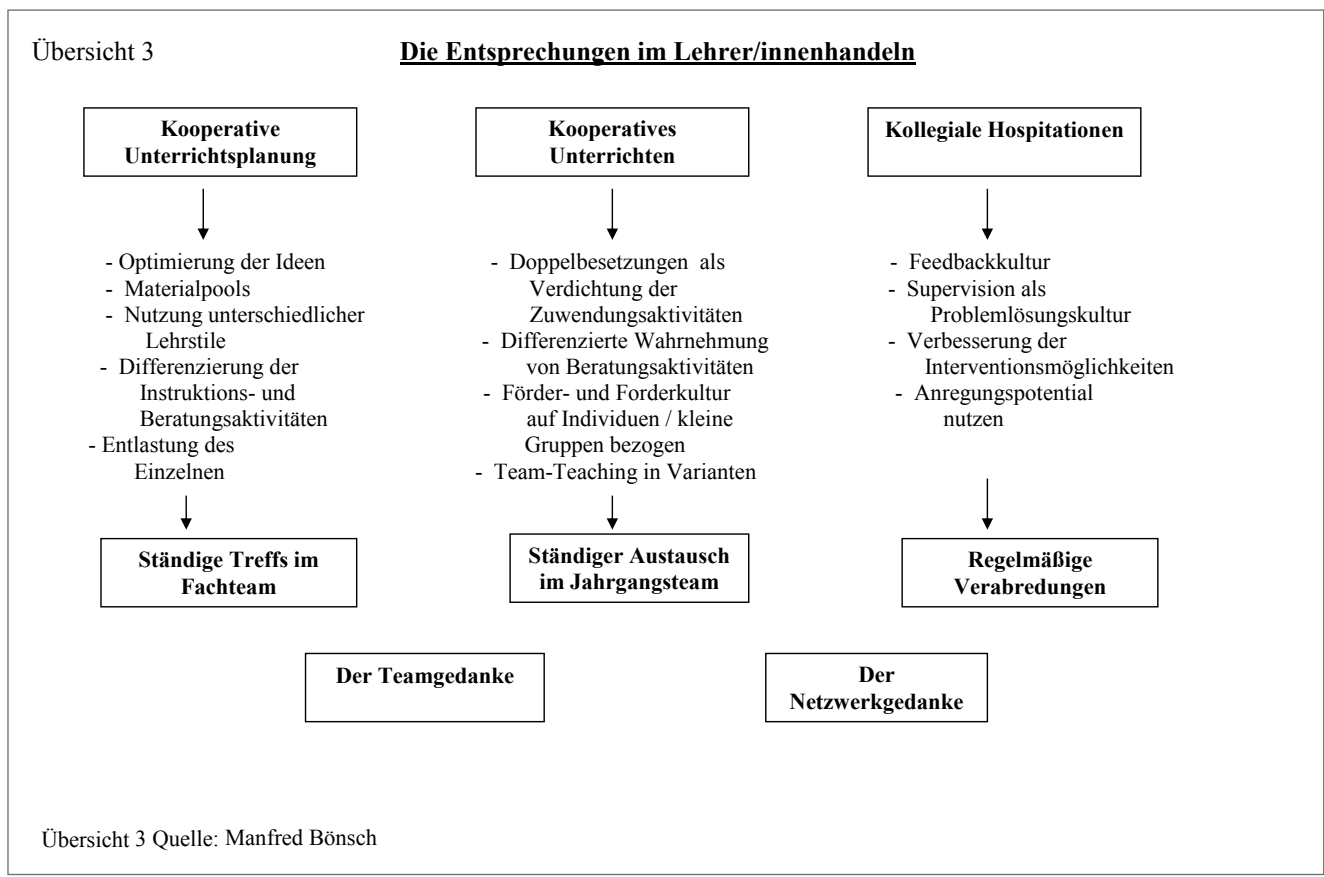 Übersicht 3
Die Entsprechungen im Lehrer/innenhandeln
Kooperative
Unterrichtsplanung
- Optimierung der Ideen
- Materialpools
- Nutzung unterschiedlicher
Lehrstile
- Differenzierung der
Instruktions- und
Beratungsaktivitäten
- Entlastung des
Einzelnen
Ständige Treffs im
Fachteam
Kooperatives
Unterrichten
- Doppelbesetzungen als
Verdichtung der
Zuwendungsaktivitäten
- Differenzierte Wahrnehmung
von Beratungsaktivitäten
- Förder- und Forderkultur
auf Individuen / kleine
Gruppen bezogen
- Team-Teaching in Varianten
Ständiger Austausch
im Jahrgangsteam
Kollegiale Hospitationen
- Feedbackkultur
- Supervision als
Problemlösungskultur
- Verbesserung der
Interventionsmöglichkeiten
- Anregungspotential
nutzen
Regelmäßige
Verabredungen
Der Teamgedanke
Der
Netzwerkgedanke
Übersicht 3 Quelle: Manfred Bönsch